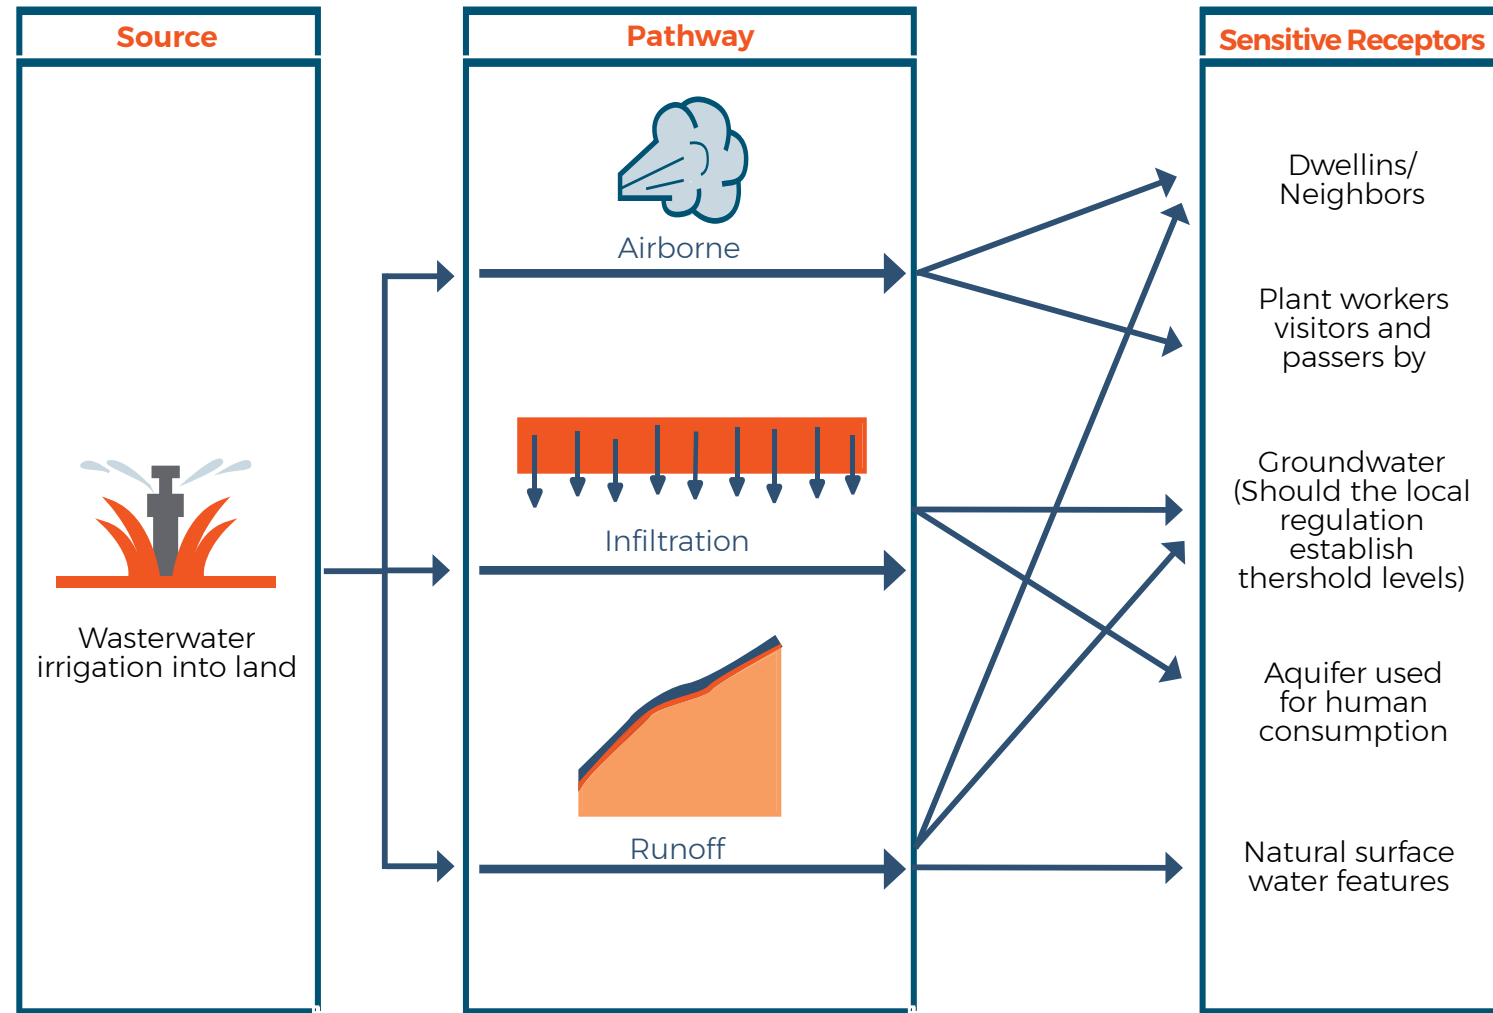 Source
Wasterwater
irrigation into land
Pathway
Airborne
Infiltration
Runoff
Sensitive Receptors
Dwellins/
Neighbors
Plant workers
visitors and
passers by
Groundwater
(Should the local
regulation
establish
thershold levels)
Aquifer used
for human
consumption
Natural surface
water features